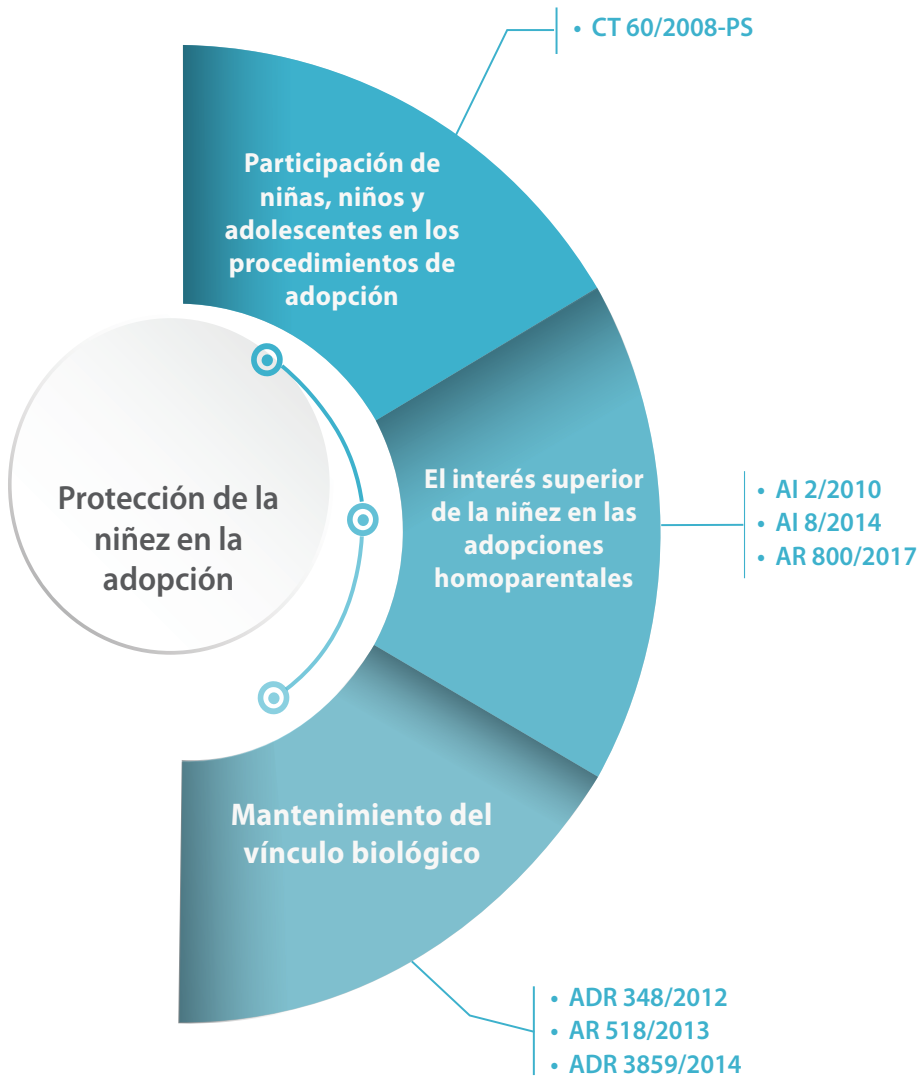 • CT 60/2008-PS
Participación de
niñas, niños y
adolescentes en los
procedimientos de
adopción
Protección de la
niñez en la
adopción
El interés superior
de la niñez en las
adopciones
homoparentales
• AI 2/2010
• AI 8/2014
• AR 800/2017
Mantenimiento del
vínculo biológico
• ADR 348/2012
• AR 518/2013
• ADR 3859/2014